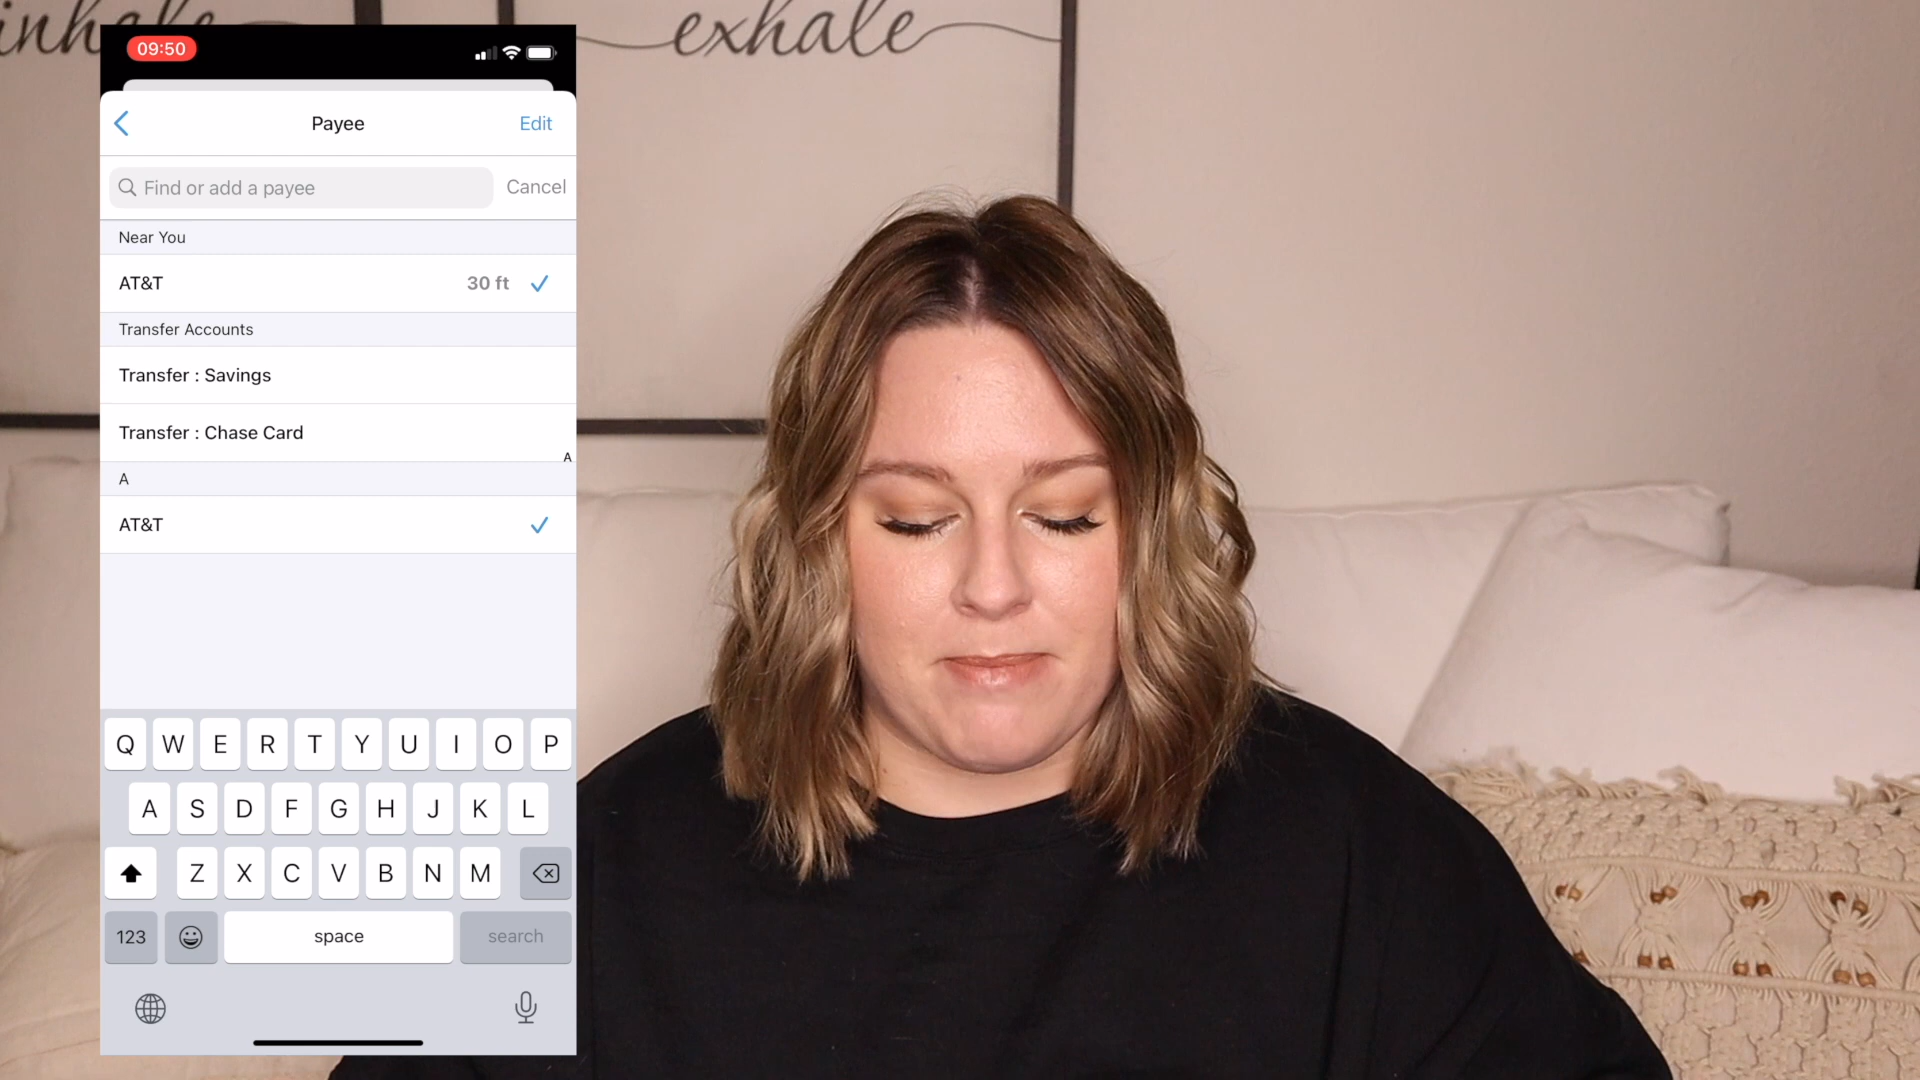 inh
exhale
09:50
Payee
Edit
Find or add a payee
Cancel
Near You
AT&T
30 ft
Transfer Accounts
Transfer : Savings
Transfer : Chase Card
A
A
AT&T
Q W E R T Y U I O P
A S D F G H J K L
Z X C V B N M
123
space
search